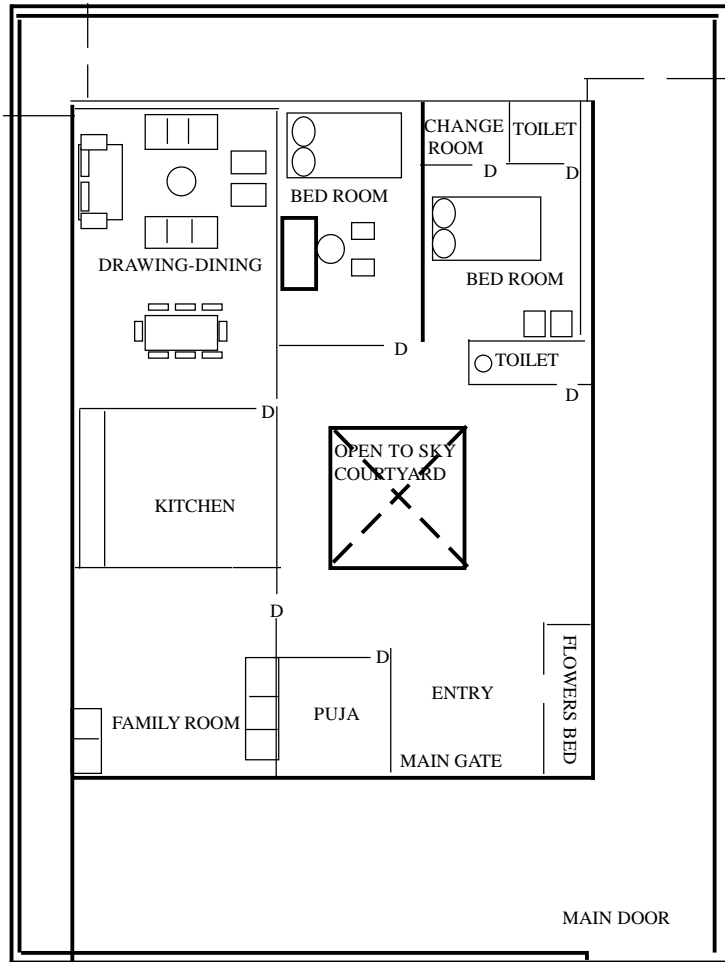 CHANGE
ROOM
TOILET
D
D
BED ROOM
DRAWING-DINING
BED ROOM
D
TOILET
D
D
OPEN TO SKY
COURTYARD
KITCHEN
D
D
FLOWERS BED
ENTRY
PUJA
FAMILY ROOM
MAIN GATE
MAIN DOOR